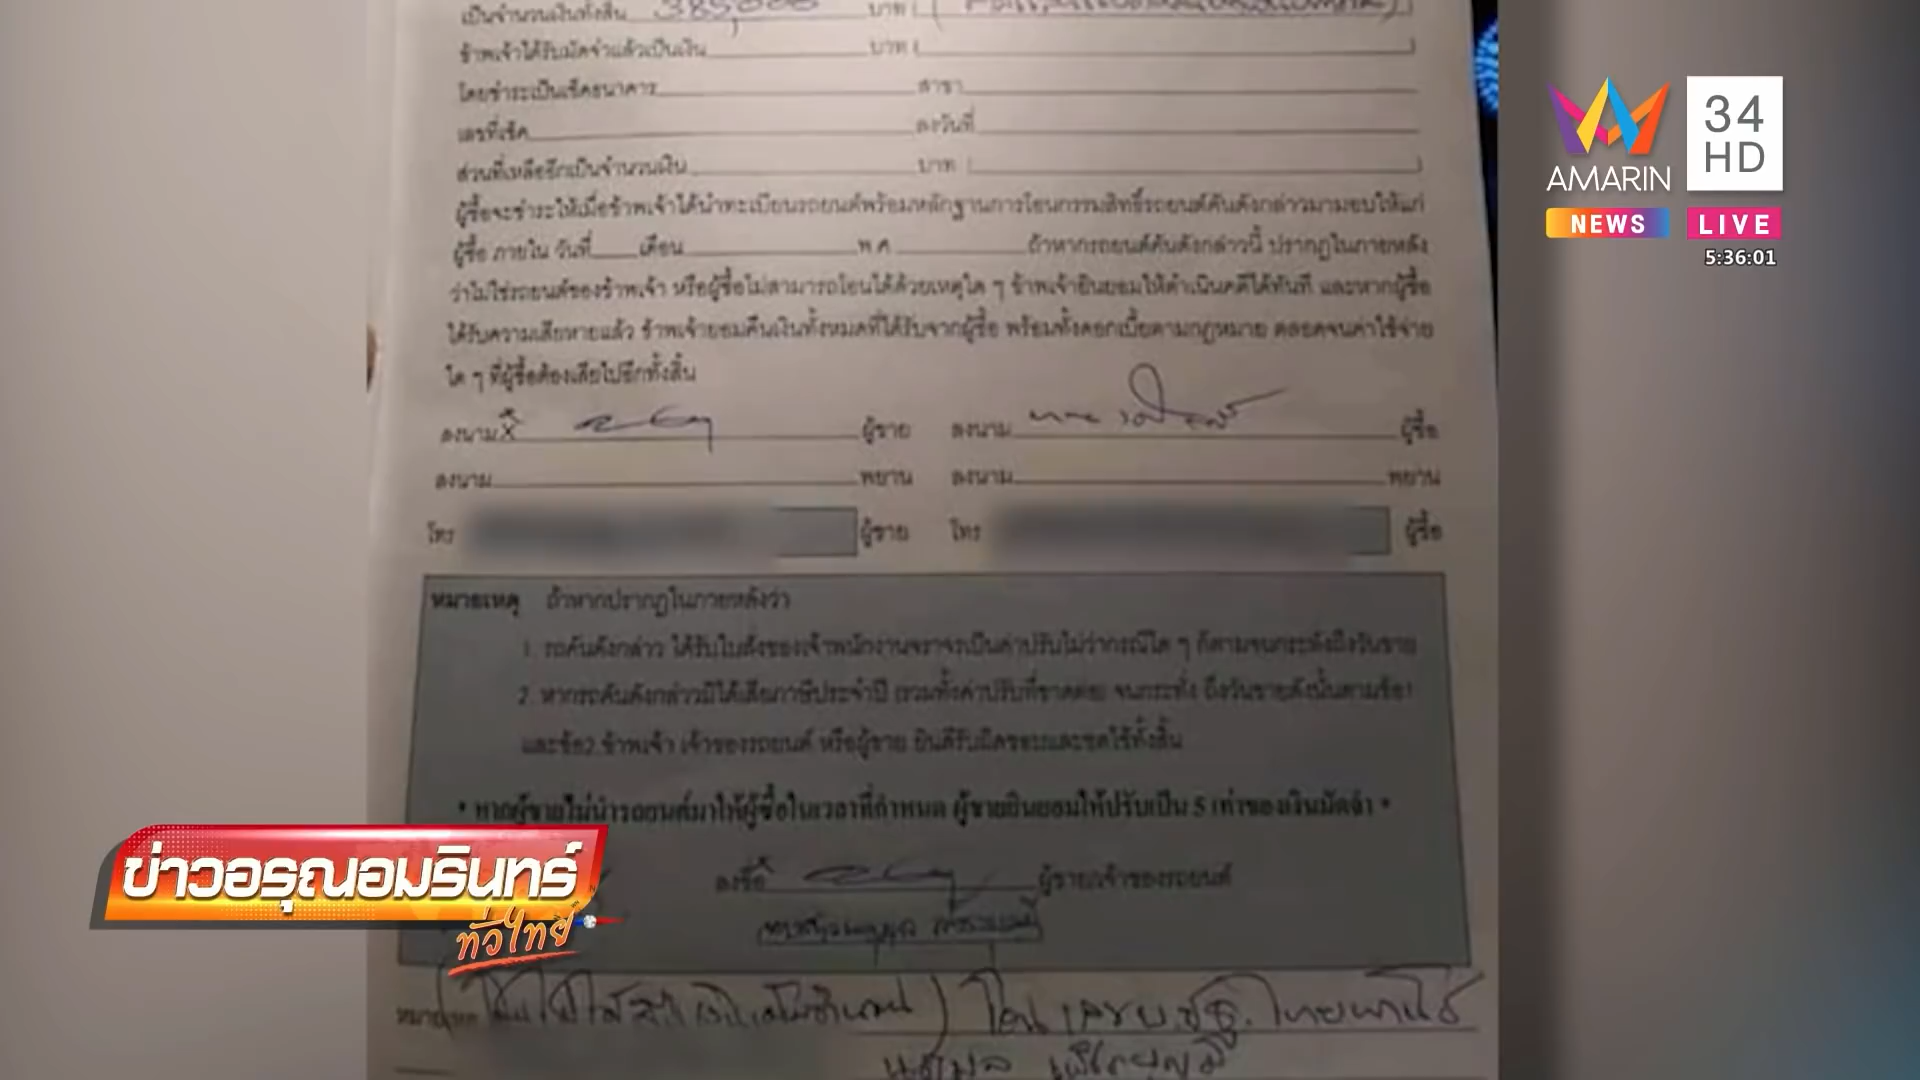 เป็นจำนวนเงินทั้งสิ้น 385,000 บาท (
ข้าพเจ้าได้รับมัดจำแล้วเป็นเงิน บาท ( )
โดยชำระเป็นเช็คธนาคาร สาขา
เลขที่เช็ค ลงวันที่
ส่วนที่เหลืออีกเป็นจำนวนเงิน บาท ( )
ผู้ซื้อจะชำระให้เมื่อข้าพเจ้าได้นำทะเบียนรถยนต์พร้อมหลักฐานการโอนกรรมสิทธิ์รถยนต์คันดังกล่าวมามอบให้แก่
ผู้ซื้อ ภายใน วันที่ เดือน พ.ศ. ถ้าหากรถยนต์คันดังกล่าวนี้ ปรากฏในภายหลัง
ว่าไม่ใช่รถยนต์ของข้าพเจ้า หรือผู้ซื้อไม่สามารถโอนได้ด้วยเหตุใด ๆ ข้าพเจ้ายินยอมให้ดำเนินคดีได้ทันที และหากผู้ซื้อ
ได้รับความเสียหายแล้ว ข้าพเจ้ายอมคืนเงินทั้งหมดที่ได้รับจากผู้ซื้อ พร้อมทั้งดอกเบี้ยตามกฎหมาย ตลอดจนค่าใช้จ่าย
ใด ๆ ที่ผู้ซื้อต้องเสียไปอีกทั้งสิ้น
ลงนาม x ผู้ขาย ลงนาม ผู้ซื้อ
ลงนาม พยาน ลงนาม พยาน
โทร ผู้ขาย โทร ผู้ซื้อ
หมายเหตุ ถ้าหากปรากฏในภายหลังว่า
1. รถคันดังกล่าว ได้รับใบสั่งของเจ้าพนักงานจราจรเป็นค่าปรับไม่ว่ากรณีใด ๆ ก็ตามจนกระทั่งถึงวันขาย
2. หากรถคันดังกล่าวมิได้เสียภาษีประจำปี (รวมทั้งค่าปรับที่ขาดต่อ) จนกระทั่ง ถึงวันขายดังนั้นตามข้อ1
และข้อ2.ข้าพเจ้า เจ้าของรถยนต์ หรือผู้ขาย ยินดีรับผิดชอบและชดใช้ทั้งสิ้น
* หากผู้ขายไม่นำรถยนต์มาให้ผู้ซื้อในเวลาที่กำหนด ผู้ขายยินยอมให้ปรับเป็น 5 เท่าของเงินมัดจำ *
ลงชื่อ ผู้ขาย/เจ้าของรถยนต์
หมายเหตุ
AMARIN
34
HD
NEWS
LIVE
5:36:01
ข่าวอรุณอมรินทร์
ทั่วไทย